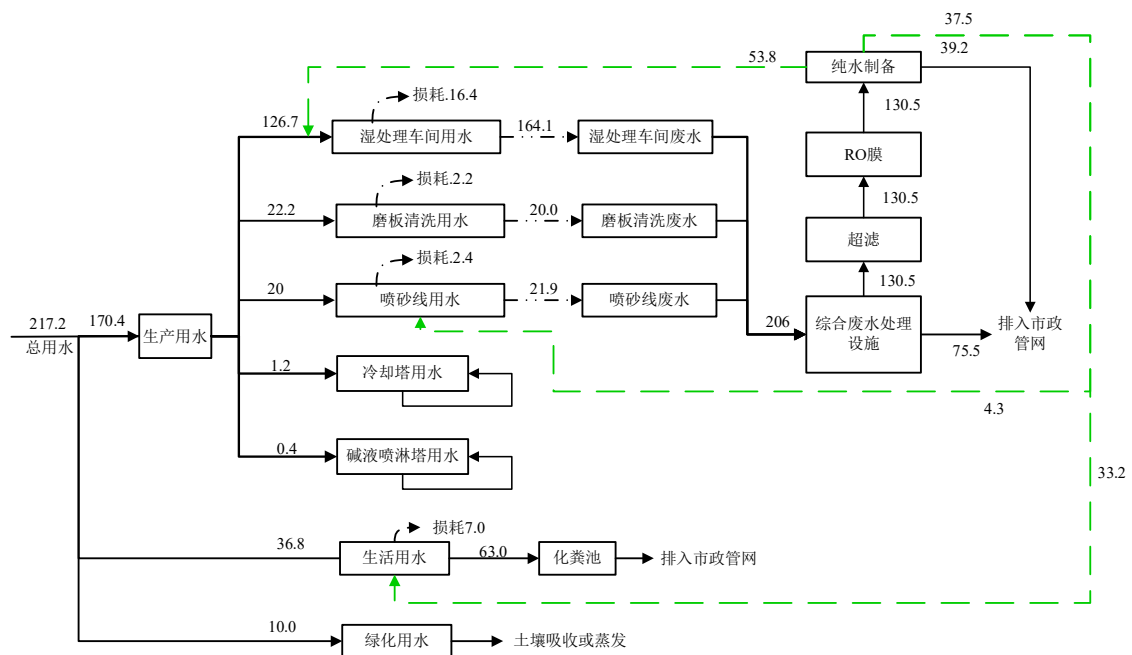 37.5
53.8
纯水制备
39.2
损耗.16.4
130.5
126.7
湿处理车间用水
164.1
湿处理车间废水
RO膜
损耗.2.2
130.5
22.2
磨板清洗用水
20.0
磨板清洗废水
超滤
损耗.2.4
130.5
20
喷砂线用水
21.9
喷砂线废水
217.2
总用水
170.4
生产用水
206
综合废水处理
设施
75.5
排入市政
管网
1.2
冷却塔用水
4.3
0.4
碱液喷淋塔用水
33.2
损耗7.0
36.8
生活用水
63.0
化粪池
排入市政管网
10.0
绿化用水
土壤吸收或蒸发